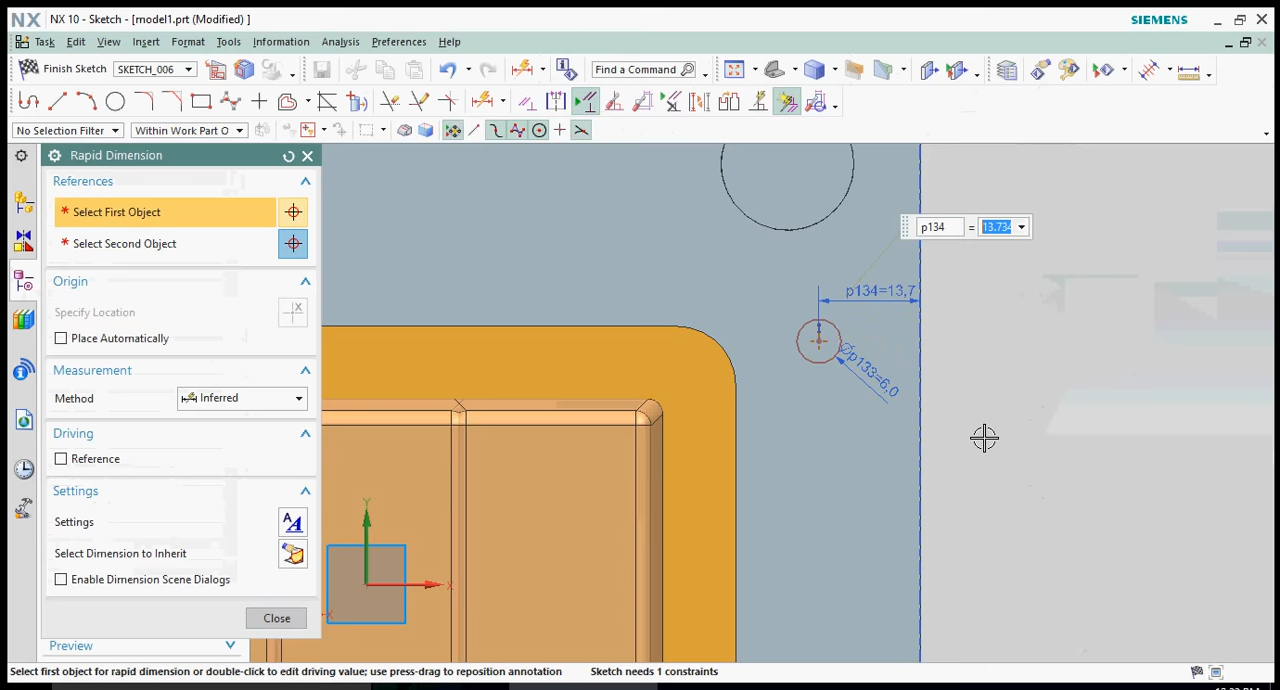 NX NX 10 - Sketch - [model1.prt (Modified) ] SIEMENS
Task Edit View Insert Format Tools Information Analysis Preferences Help
Finish Sketch SKETCH_006 Find a Command
No Selection Filter Within Work Part O
Rapid Dimension
References
* Select First Object
* Select Second Object
Origin
Specify Location
Place Automatically
Measurement
Method Inferred
Driving
Reference
Settings
Settings
Select Dimension to Inherit
Enable Dimension Scene Dialogs
Close
Preview
p134 = 13.734
p134=13,7
Øp133=6,0
Y
X
X
Select first object for rapid dimension or double-click to edit driving value; use press-drag to reposition annotation Sketch needs 1 constraints